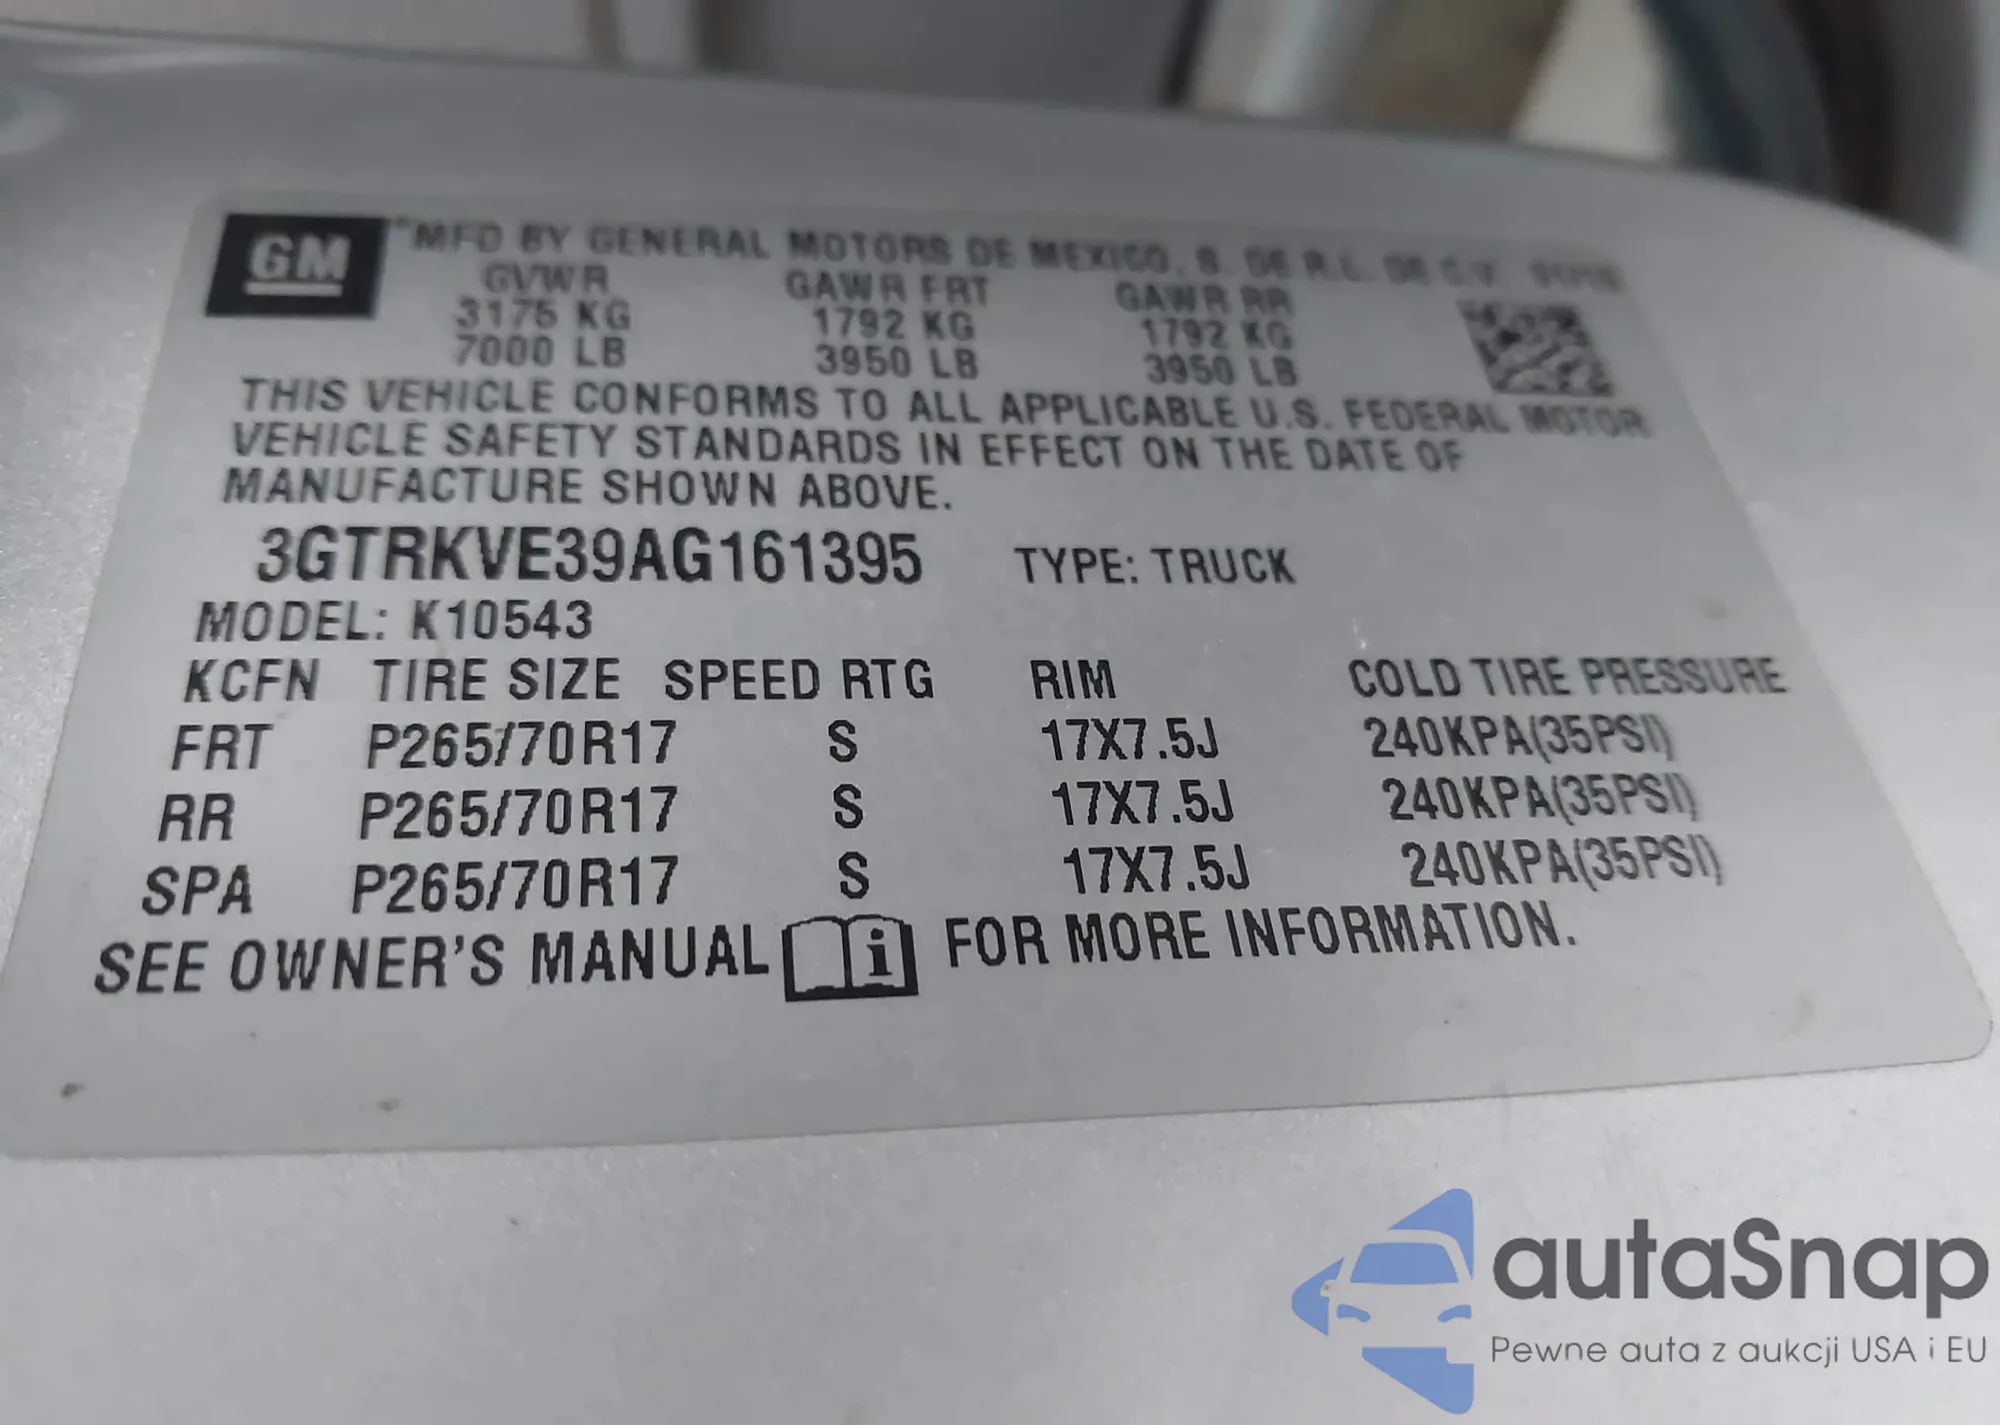 GM
"MFD BY GENERAL MOTORS DE MEXICO, S. DE R.L. DE C.V.
GVWR GAWR FRT GAWR RR
3175 KG 1792 KG 1792 KG
7000 LB 3950 LB 3950 LB
THIS VEHICLE CONFORMS TO ALL APPLICABLE U.S. FEDERAL MOTOR
VEHICLE SAFETY STANDARDS IN EFFECT ON THE DATE OF
MANUFACTURE SHOWN ABOVE.
3GTRKVE39AG161395 TYPE: TRUCK
MODEL: K10543
KCFN TIRE SIZE SPEED RTG RIM COLD TIRE PRESSURE
FRT P265/70R17 S 17X7.5J 240KPA(35PSI)
RR P265/70R17 S 17X7.5J 240KPA(35PSI)
SPA P265/70R17 S 17X7.5J 240KPA(35PSI)
SEE OWNER'S MANUAL i FOR MORE INFORMATION.
autaSnap
Pewne auta z aukcji USA i EU